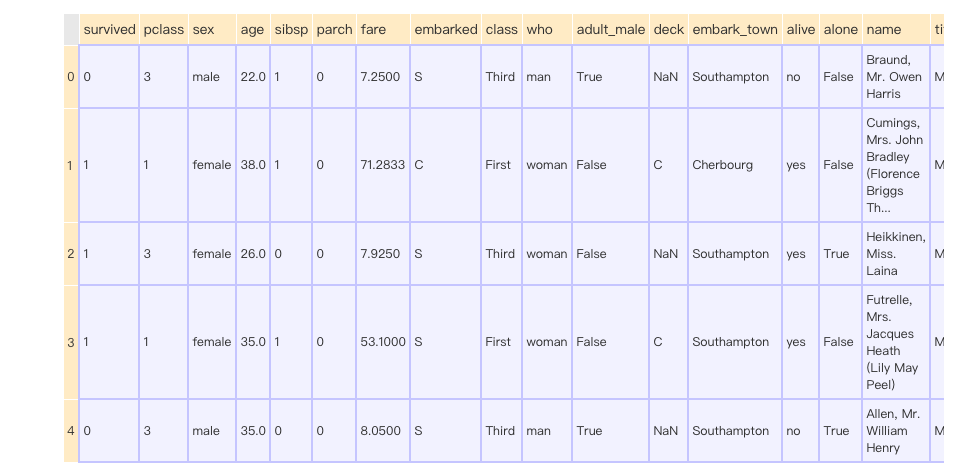 survived pclass sex age sibsp parch fare embarked class who adult_male deck embark_town alive alone name
0 0 3 male 22.0 1 0 7.2500 S Third man True NaN Southampton no False Braund, Mr. Owen Harris
1 1 1 female 38.0 1 0 71.2833 C First woman False C Cherbourg yes False Cumings, Mrs. John Bradley (Florence Briggs Th...
2 1 3 female 26.0 0 0 7.9250 S Third woman False NaN Southampton yes True Heikkinen, Miss. Laina
3 1 1 female 35.0 1 0 53.1000 S First woman False C Southampton yes False Futrelle, Mrs. Jacques Heath (Lily May Peel)
4 0 3 male 35.0 0 0 8.0500 S Third man True NaN Southampton no True Allen, Mr. William Henry